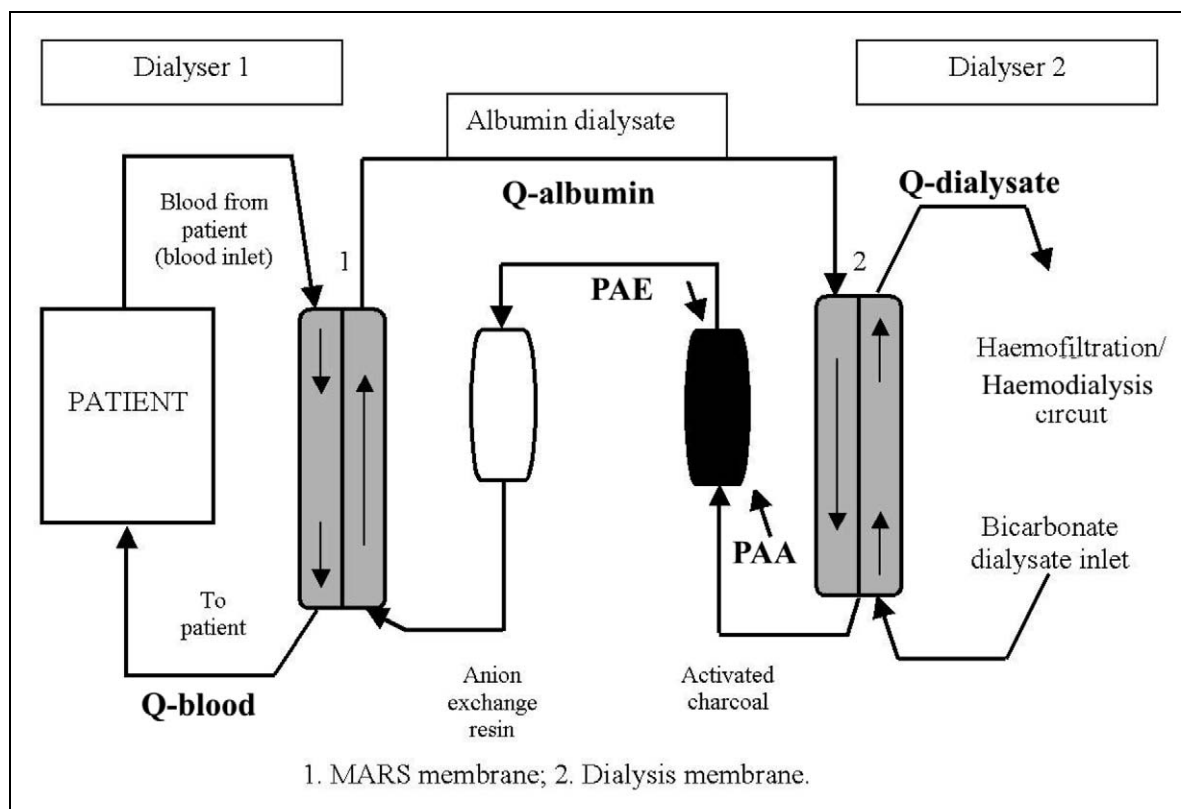 Dialyser 1
Dialyser 2
Albumin dialysate
Q-albumin
Q-dialysate
Blood from
patient
(blood inlet)
1
2
PAE
PATIENT
Haemofiltration/
Haemodialysis
circuit
PAA
Bicarbonate
dialysate inlet
To
patient
Q-blood
Anion
exchange
resin
Activated
charcoal
1. MARS membrane; 2. Dialysis membrane.